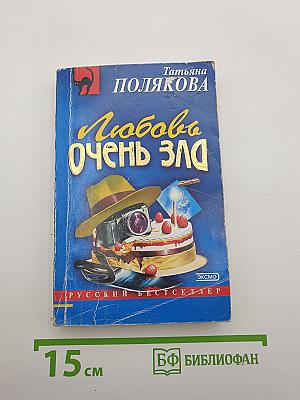 Татьяна
ПОЛЯКОВА
Любовь
ОЧЕНЬ ЗЛА
ЭКСМО
РУССКИЙ БЕСТСЕЛЛЕР
15 см
БФ БИБЛИОФАН